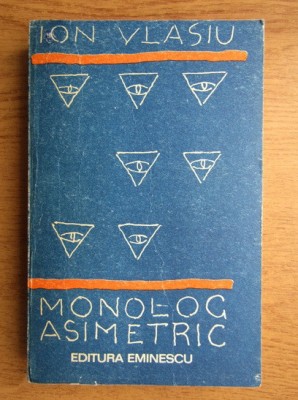 ION VLASIU
MONOLOG
ASIMETRIC
EDITURA EMINESCU